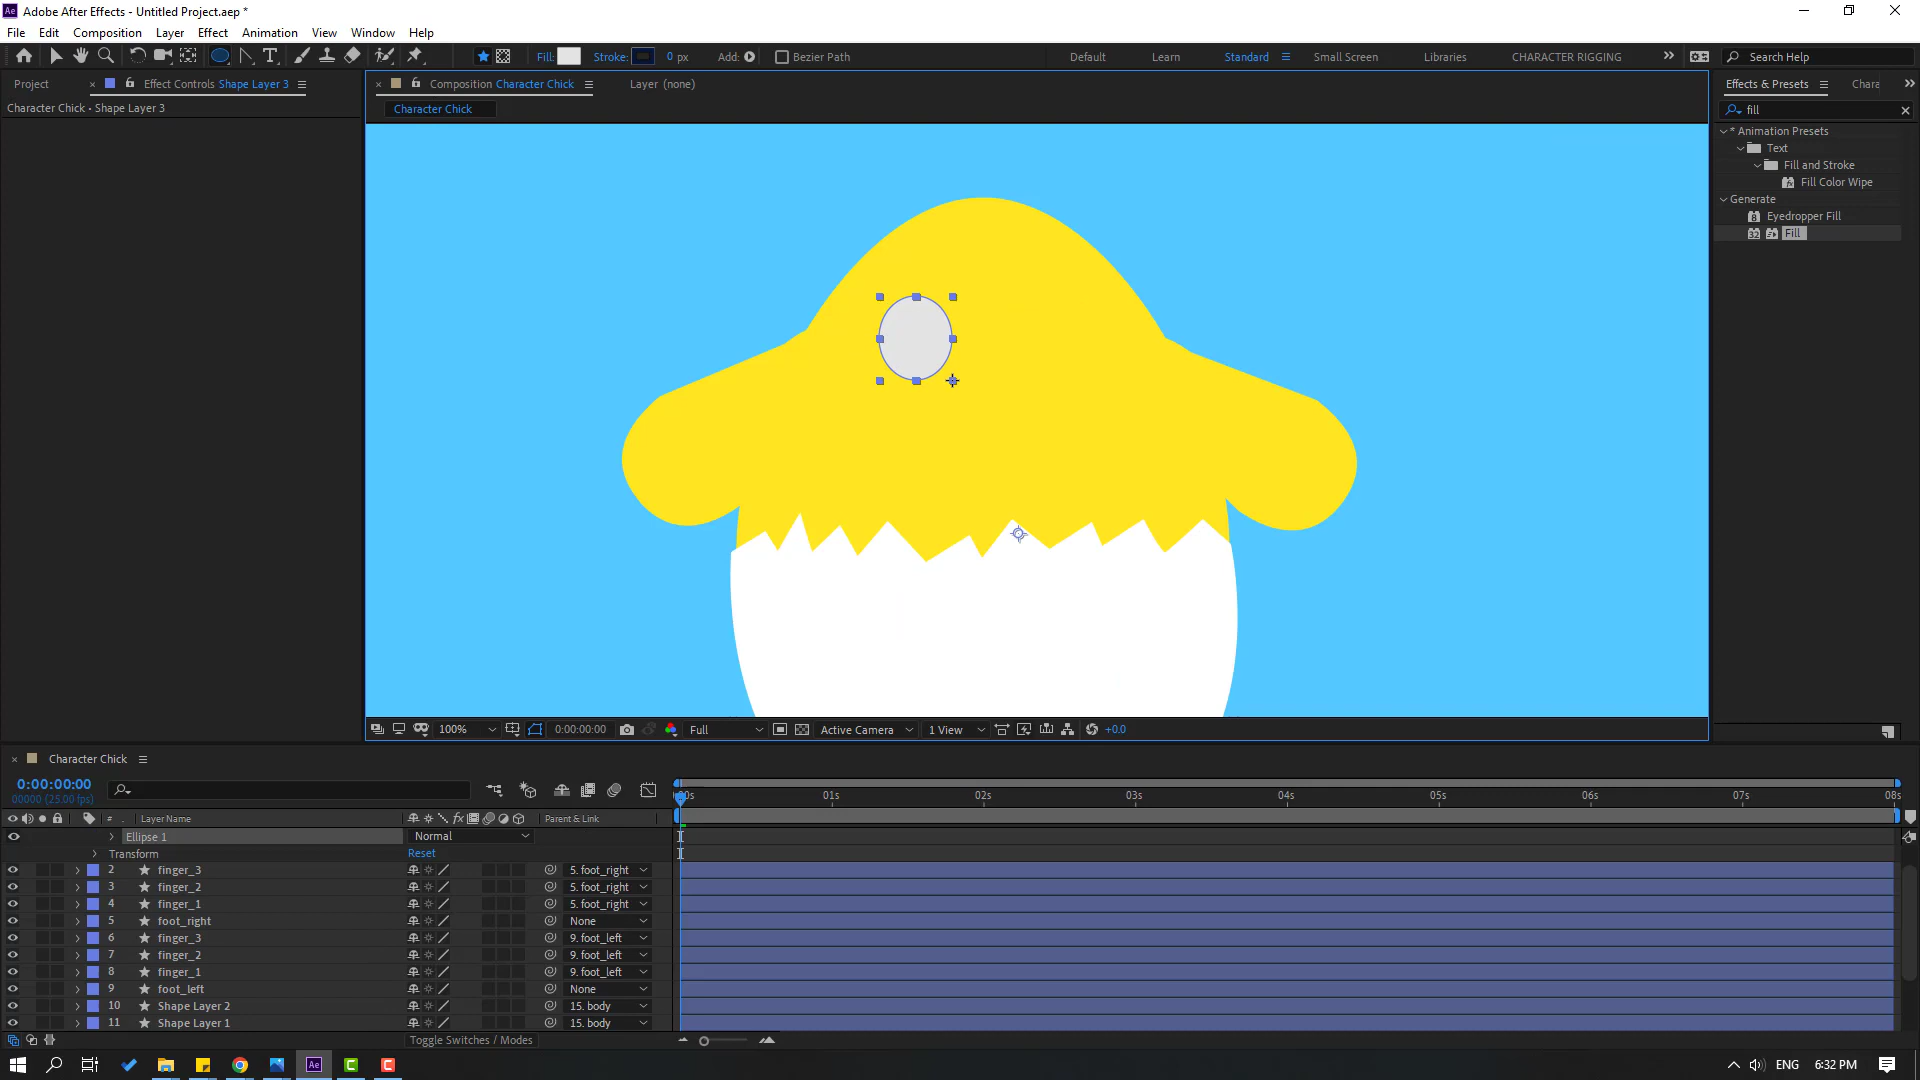 Adobe After Effects - Untitled Project.aep *
File Edit Composition Layer Effect Animation View Window Help
Fill: Stroke: 0 px Add: Bezier Path Default Learn Standard Small Screen Libraries CHARACTER RIGGING Search Help
Project Effect Controls Shape Layer 3 Composition Character Chick Layer (none) Effects & Presets Chara
Character Chick • Shape Layer 3
Character Chick
fill
* Animation Presets
Text
Fill and Stroke
Fill Color Wipe
Generate
Eyedropper Fill
Fill
100% 0:00:00:00 Full Active Camera 1 View +0.0
Character Chick
0:00:00:00
00000 (25.00 fps)
01s 02s 03s 04s 05s 06s 07s 08s
# Layer Name Parent & Link
Ellipse 1 Normal
Transform Reset
2 finger_3 5. foot_right
3 finger_2 5. foot_right
4 finger_1 5. foot_right
5 foot_right None
6 finger_3 9. foot_left
7 finger_2 9. foot_left
8 finger_1 9. foot_left
9 foot_left None
10 Shape Layer 2 15. body
11 Shape Layer 1 15. body
Toggle Switches / Modes
ENG 6:32 PM